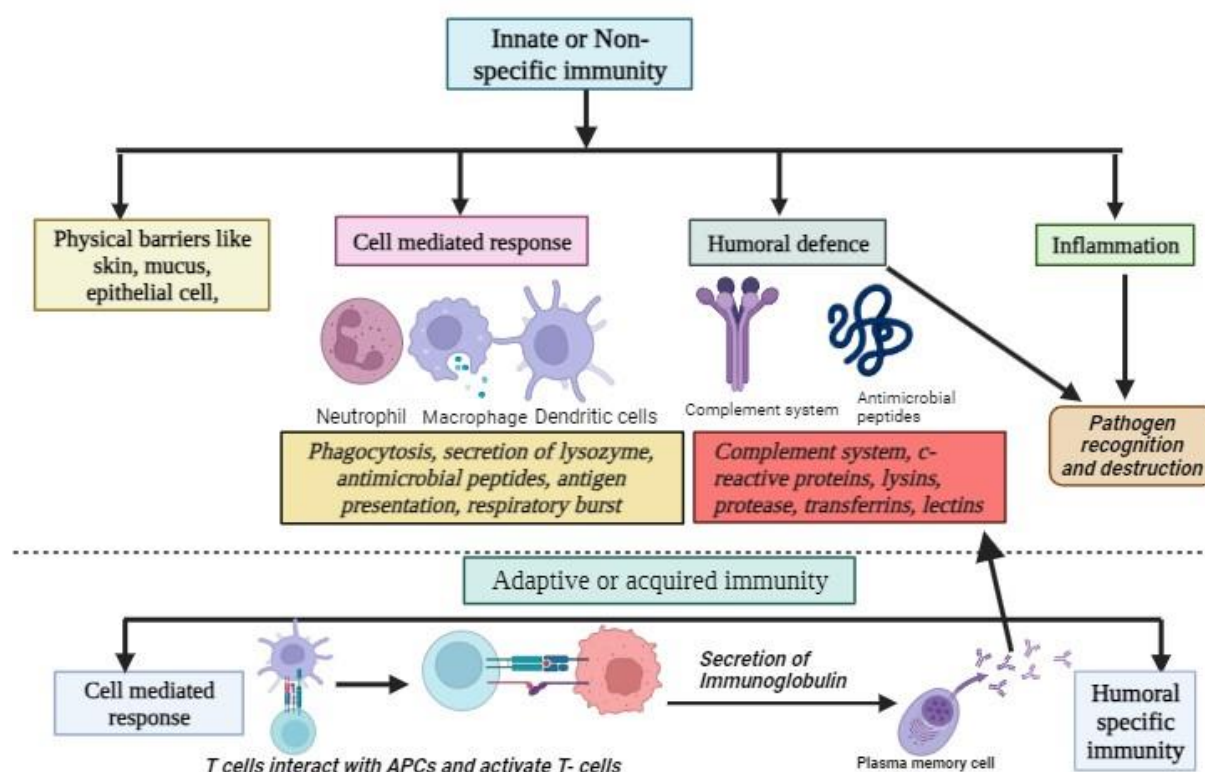 Innate or Non-
specific immunity
Physical barriers like
skin, mucus,
epithelial cell,
Cell mediated response
Humoral defence
Inflammation
Neutrophil
Macrophage
Dendritic cells
Complement system
Antimicrobial
peptides
Pathogen
recognition
and destruction
Phagocytosis, secretion of lysozyme,
antimicrobial peptides, antigen
presentation, respiratory burst
Complement system, c-
reactive proteins, lysins,
protease, transferrins, lectins
Adaptive or acquired immunity
Cell mediated
response
Secretion of
Immunoglobulin
Humoral
specific
immunity
T cells interact with APCs and activate T- cells
Plasma memory cell